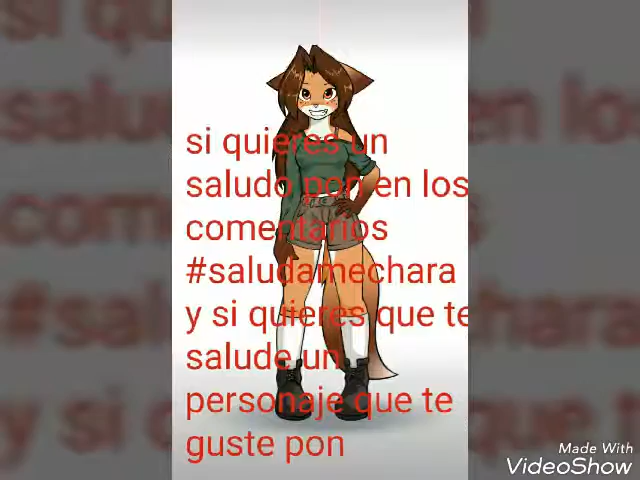 si quieres un
saludo pon en los
comentarios
#saludamechara
y si quieres que te
salude un
personaje que te
guste pon
Made With
VideoShow